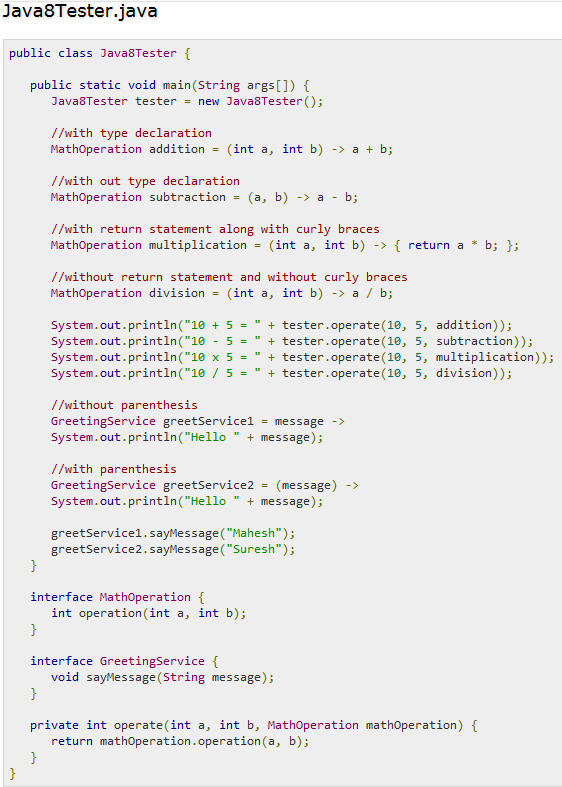 Java8Tester.java
public class Java8Tester {
public static void main(String args[]) {
Java8Tester tester = new Java8Tester();
//with type declaration
MathOperation addition = (int a, int b) -> a + b;
//with out type declaration
MathOperation subtraction = (a, b) -> a - b;
//with return statement along with curly braces
MathOperation multiplication = (int a, int b) -> { return a * b; };
//without return statement and without curly braces
MathOperation division = (int a, int b) -> a / b;
System.out.println("10 + 5 = " + tester.operate(10, 5, addition));
System.out.println("10 - 5 = " + tester.operate(10, 5, subtraction));
System.out.println("10 x 5 = " + tester.operate(10, 5, multiplication));
System.out.println("10 / 5 = " + tester.operate(10, 5, division));
//without parenthesis
GreetingService greetService1 = message ->
System.out.println("Hello " + message);
//with parenthesis
GreetingService greetService2 = (message) ->
System.out.println("Hello " + message);
greetService1.sayMessage("Mahesh");
greetService2.sayMessage("Suresh");
}
interface MathOperation {
int operation(int a, int b);
}
interface GreetingService {
void sayMessage(String message);
}
private int operate(int a, int b, MathOperation mathOperation) {
return mathOperation.operation(a, b);
}
}